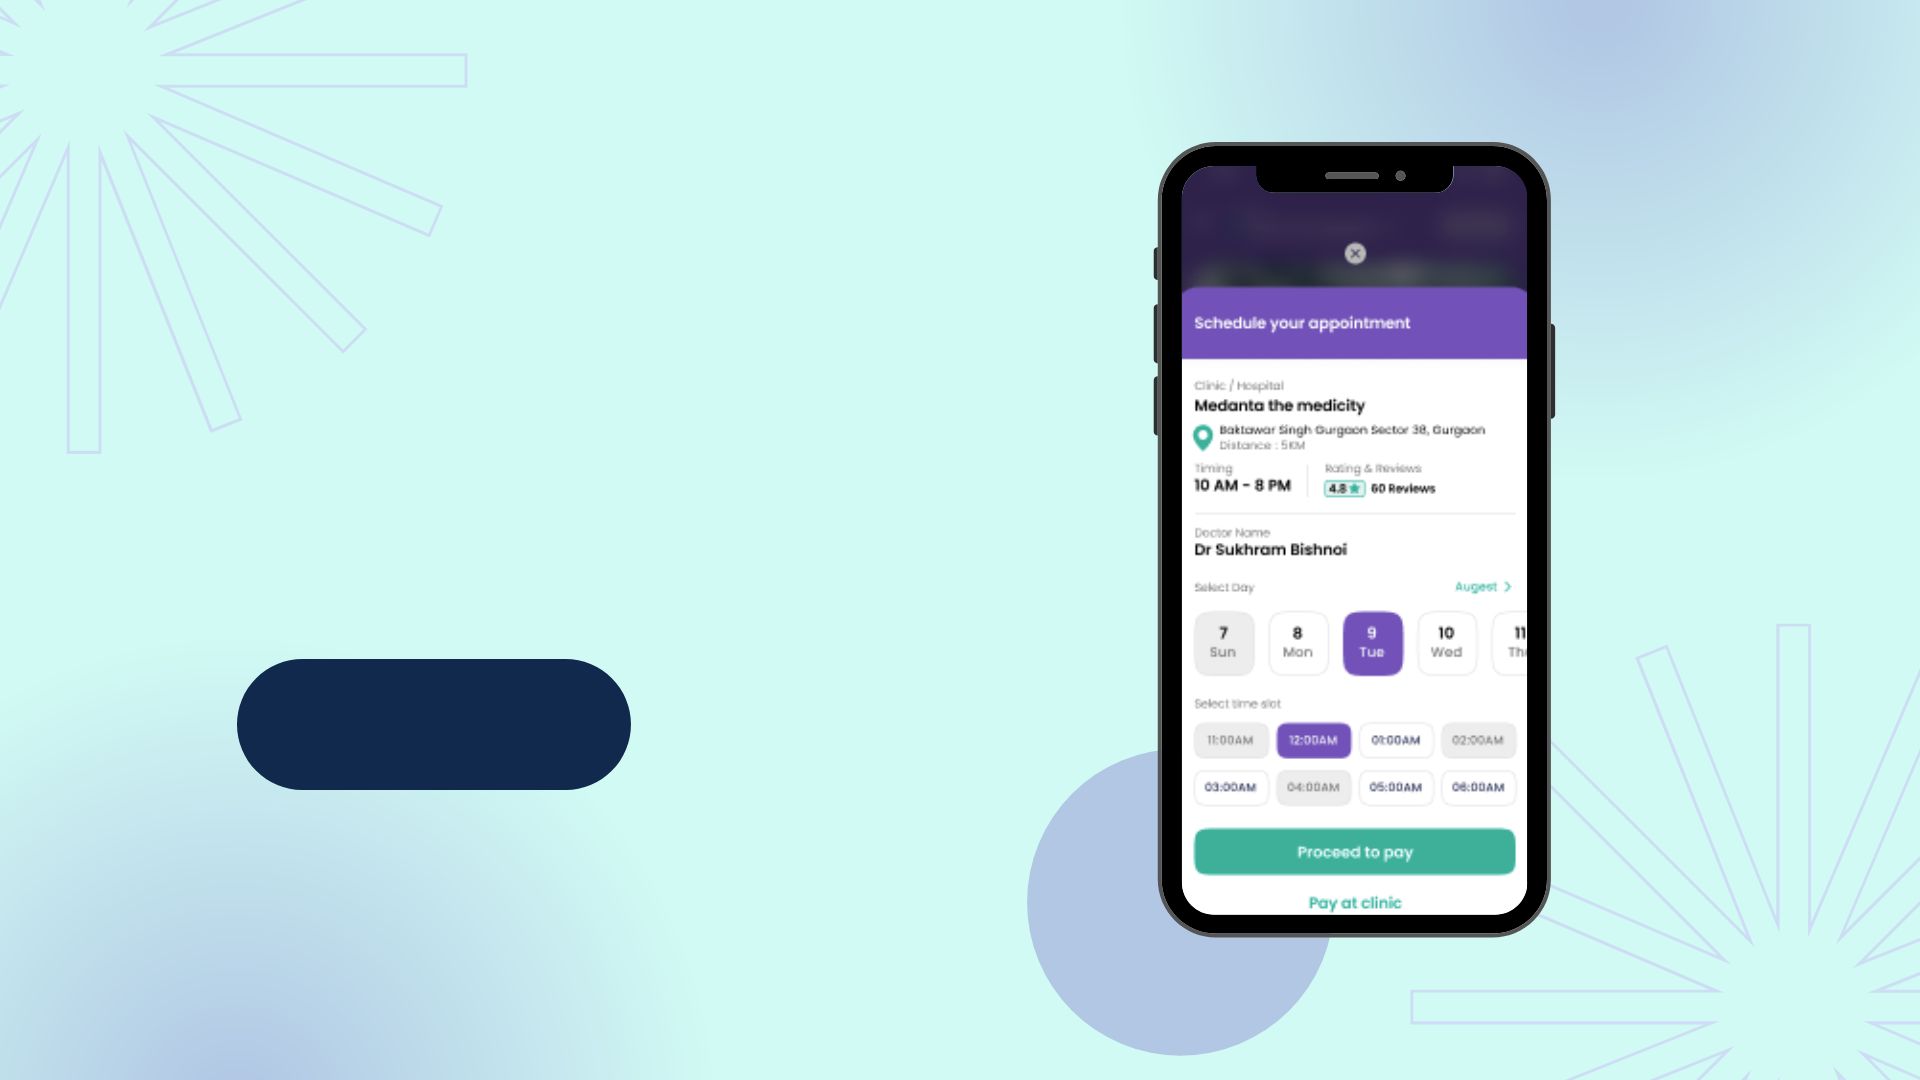 Schedule your appointment
Clinic / Hospital
Medanta the medicity
Baktawar Singh Gurgaon Sector 38, Gurgaon
Distance : 5KM
Timing
10 AM - 8 PM
Rating & Reviews
4.8 ★ 60 Reviews
Doctor Name
Dr Sukhram Bishnoi
Select Day
Augest >
7 Sun
8 Mon
9 Tue
10 Wed
11
Select time slot
11:00AM 12:00AM 01:00AM 02:00AM
03:00AM 04:00AM 05:00AM 06:00AM
Proceed to pay
Pay at clinic